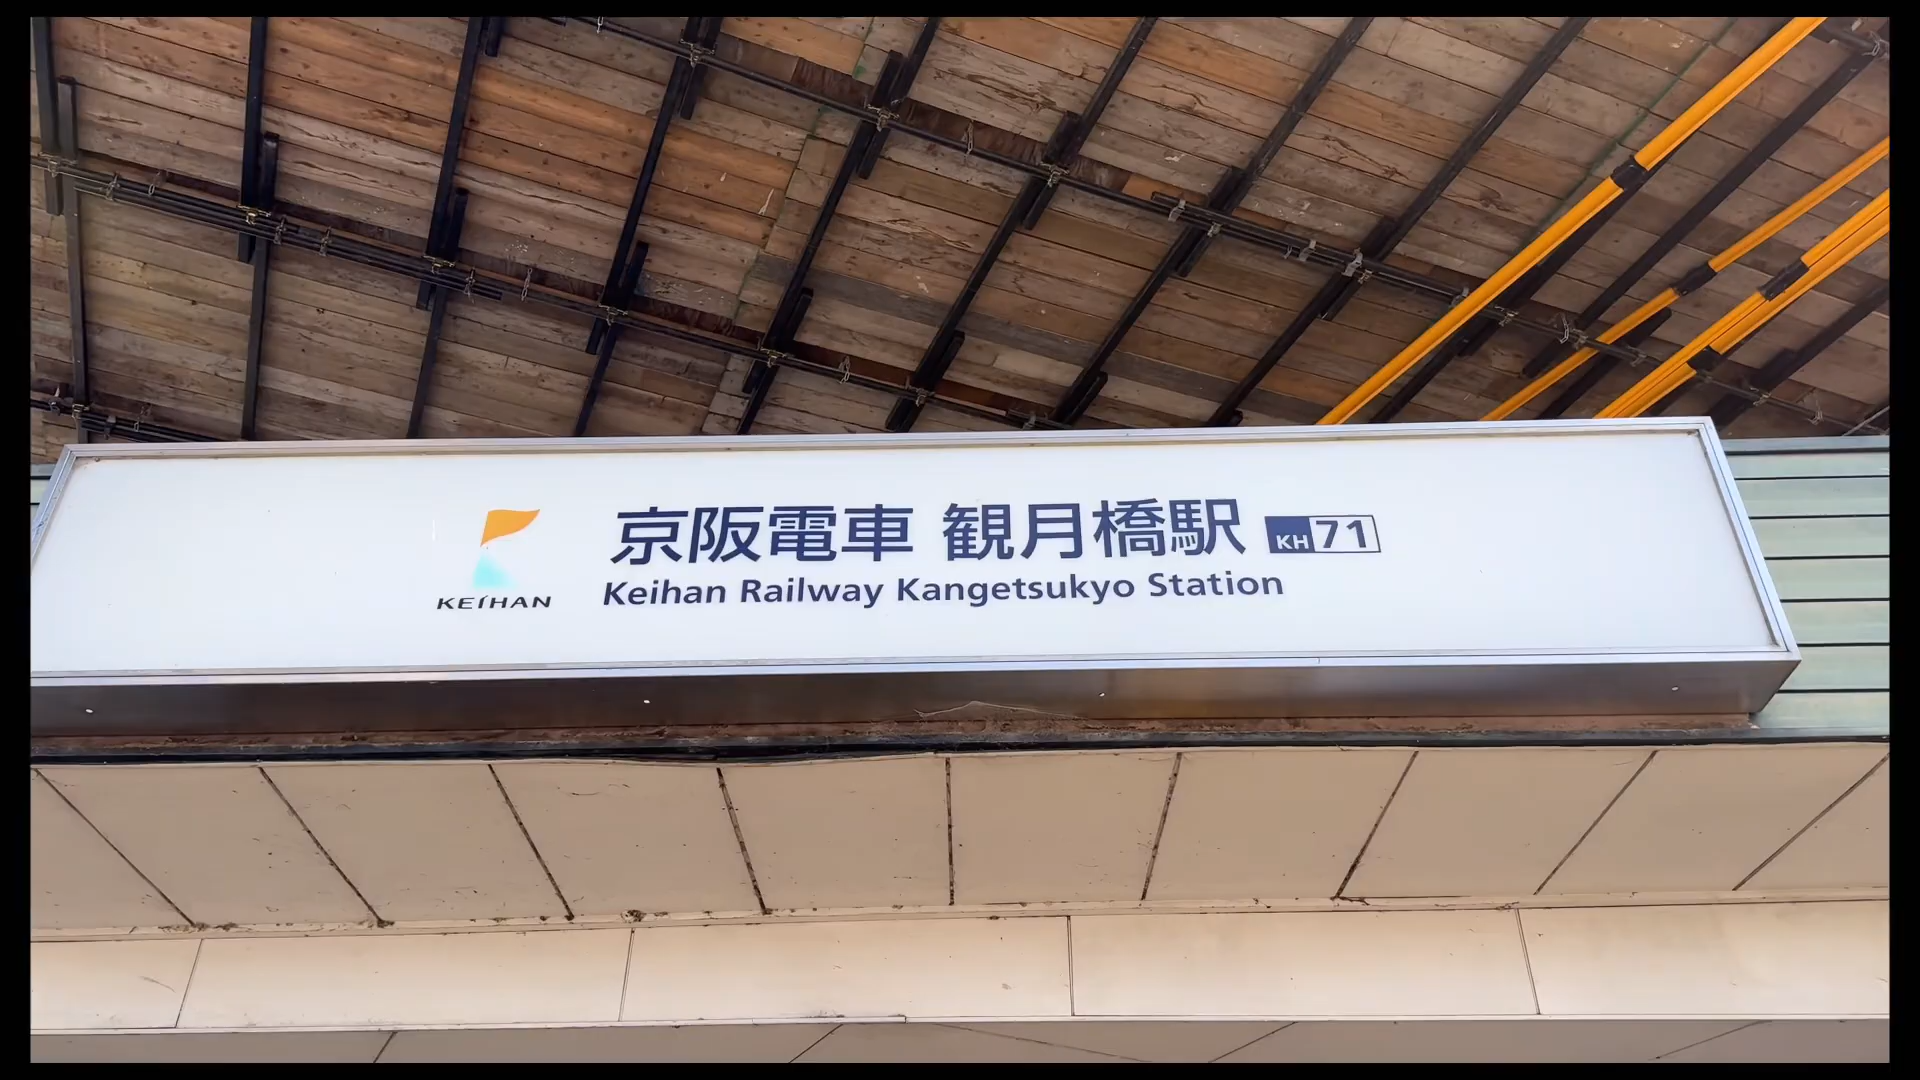 京阪電車 観月橋駅 KH71
KEIHAN
Keihan Railway Kangetsukyo Station